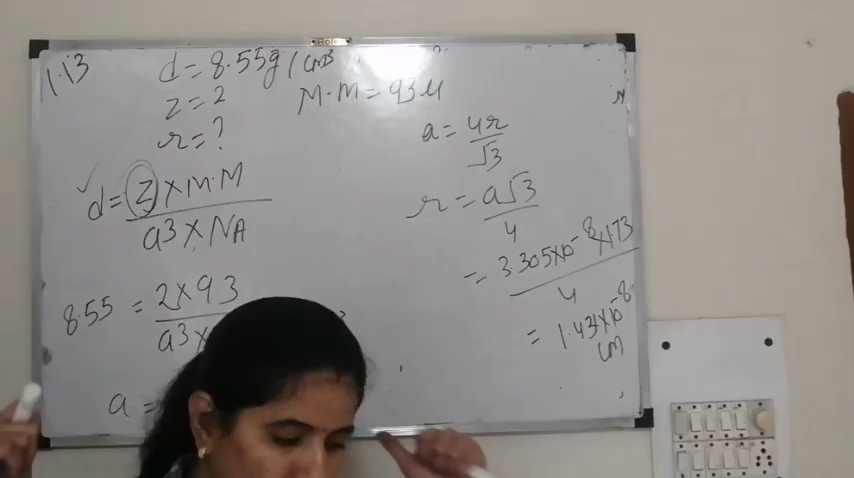 1.13
d = 8.55g / cm3
z = 2
M.M = 93u
r = ?
d = Z × M.M / a3 × NA
8.55 = 2 × 93 / a3 ×
a =
a = 4r / √3
r = a√3 / 4
= 3.305×10-8 × 1.73 / 4
= 1.43×10-8
cm